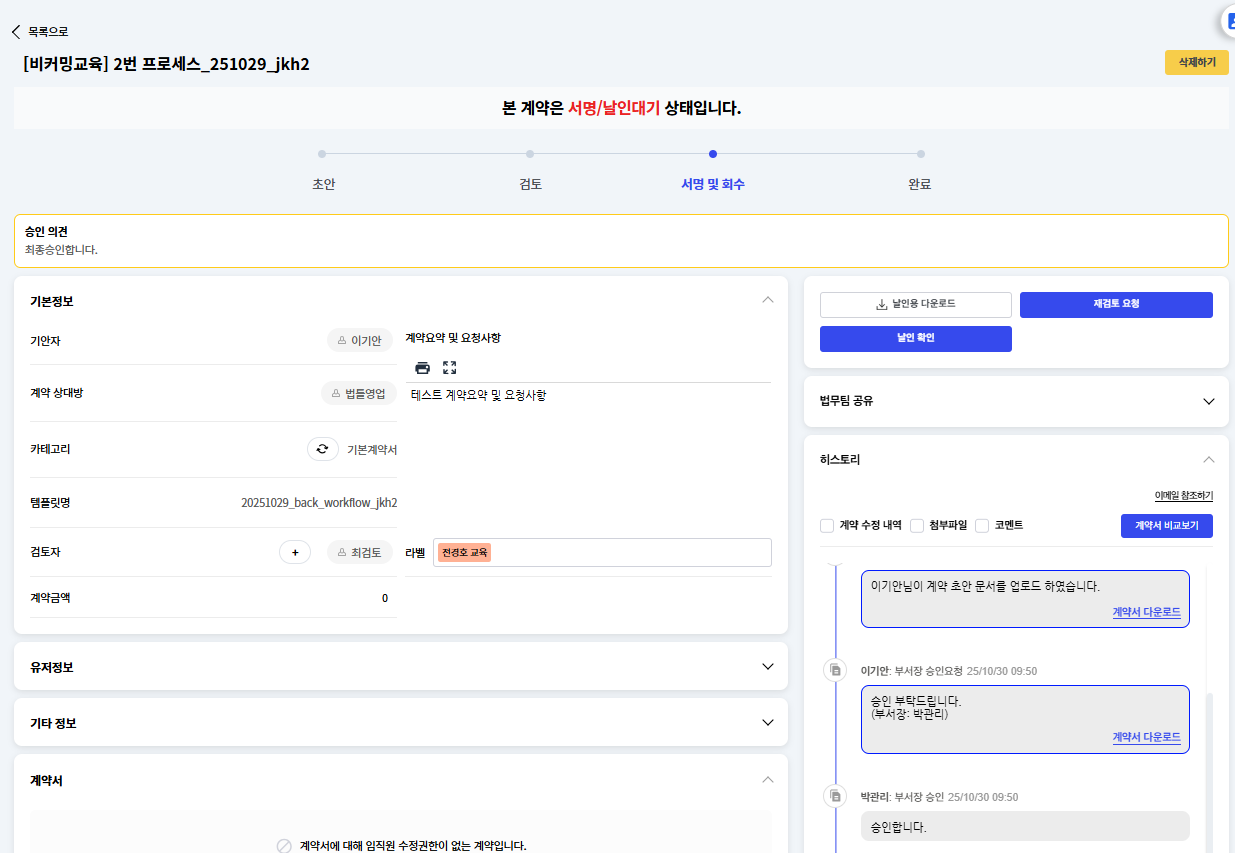 목록으로
[비커밍교육] 2번 프로세스_251029_jkh2
삭제하기
본 계약은 서명/날인대기 상태입니다.
초안
검토
서명 및 회수
완료
승인 의견
최종승인합니다.
기본정보
기안자
이기안
계약 상대방
법틀영업
카테고리
기본계약서
템플릿명
20251029_back_workflow_jkh2
검토자
+
최검토
계약금액
0
계약요약 및 요청사항
테스트 계약요약 및 요청사항
라벨
전경호 교육
유저정보
기타 정보
계약서
계약서에 대해 임직원 수정권한이 없는 계약입니다.
날인용 다운로드
재검토 요청
날인 확인
법무팀 공유
히스토리
이메일 참조하기
계약 수정 내역
첨부파일
코멘트
계약서 비교보기
이기안님이 계약 초안 문서를 업로드 하였습니다.
계약서 다운로드
이기안: 부서장 승인요청 25/10/30 09:50
승인 부탁드립니다.
(부서장: 박관리)
계약서 다운로드
박관리: 부서장 승인 25/10/30 09:50
승인합니다.